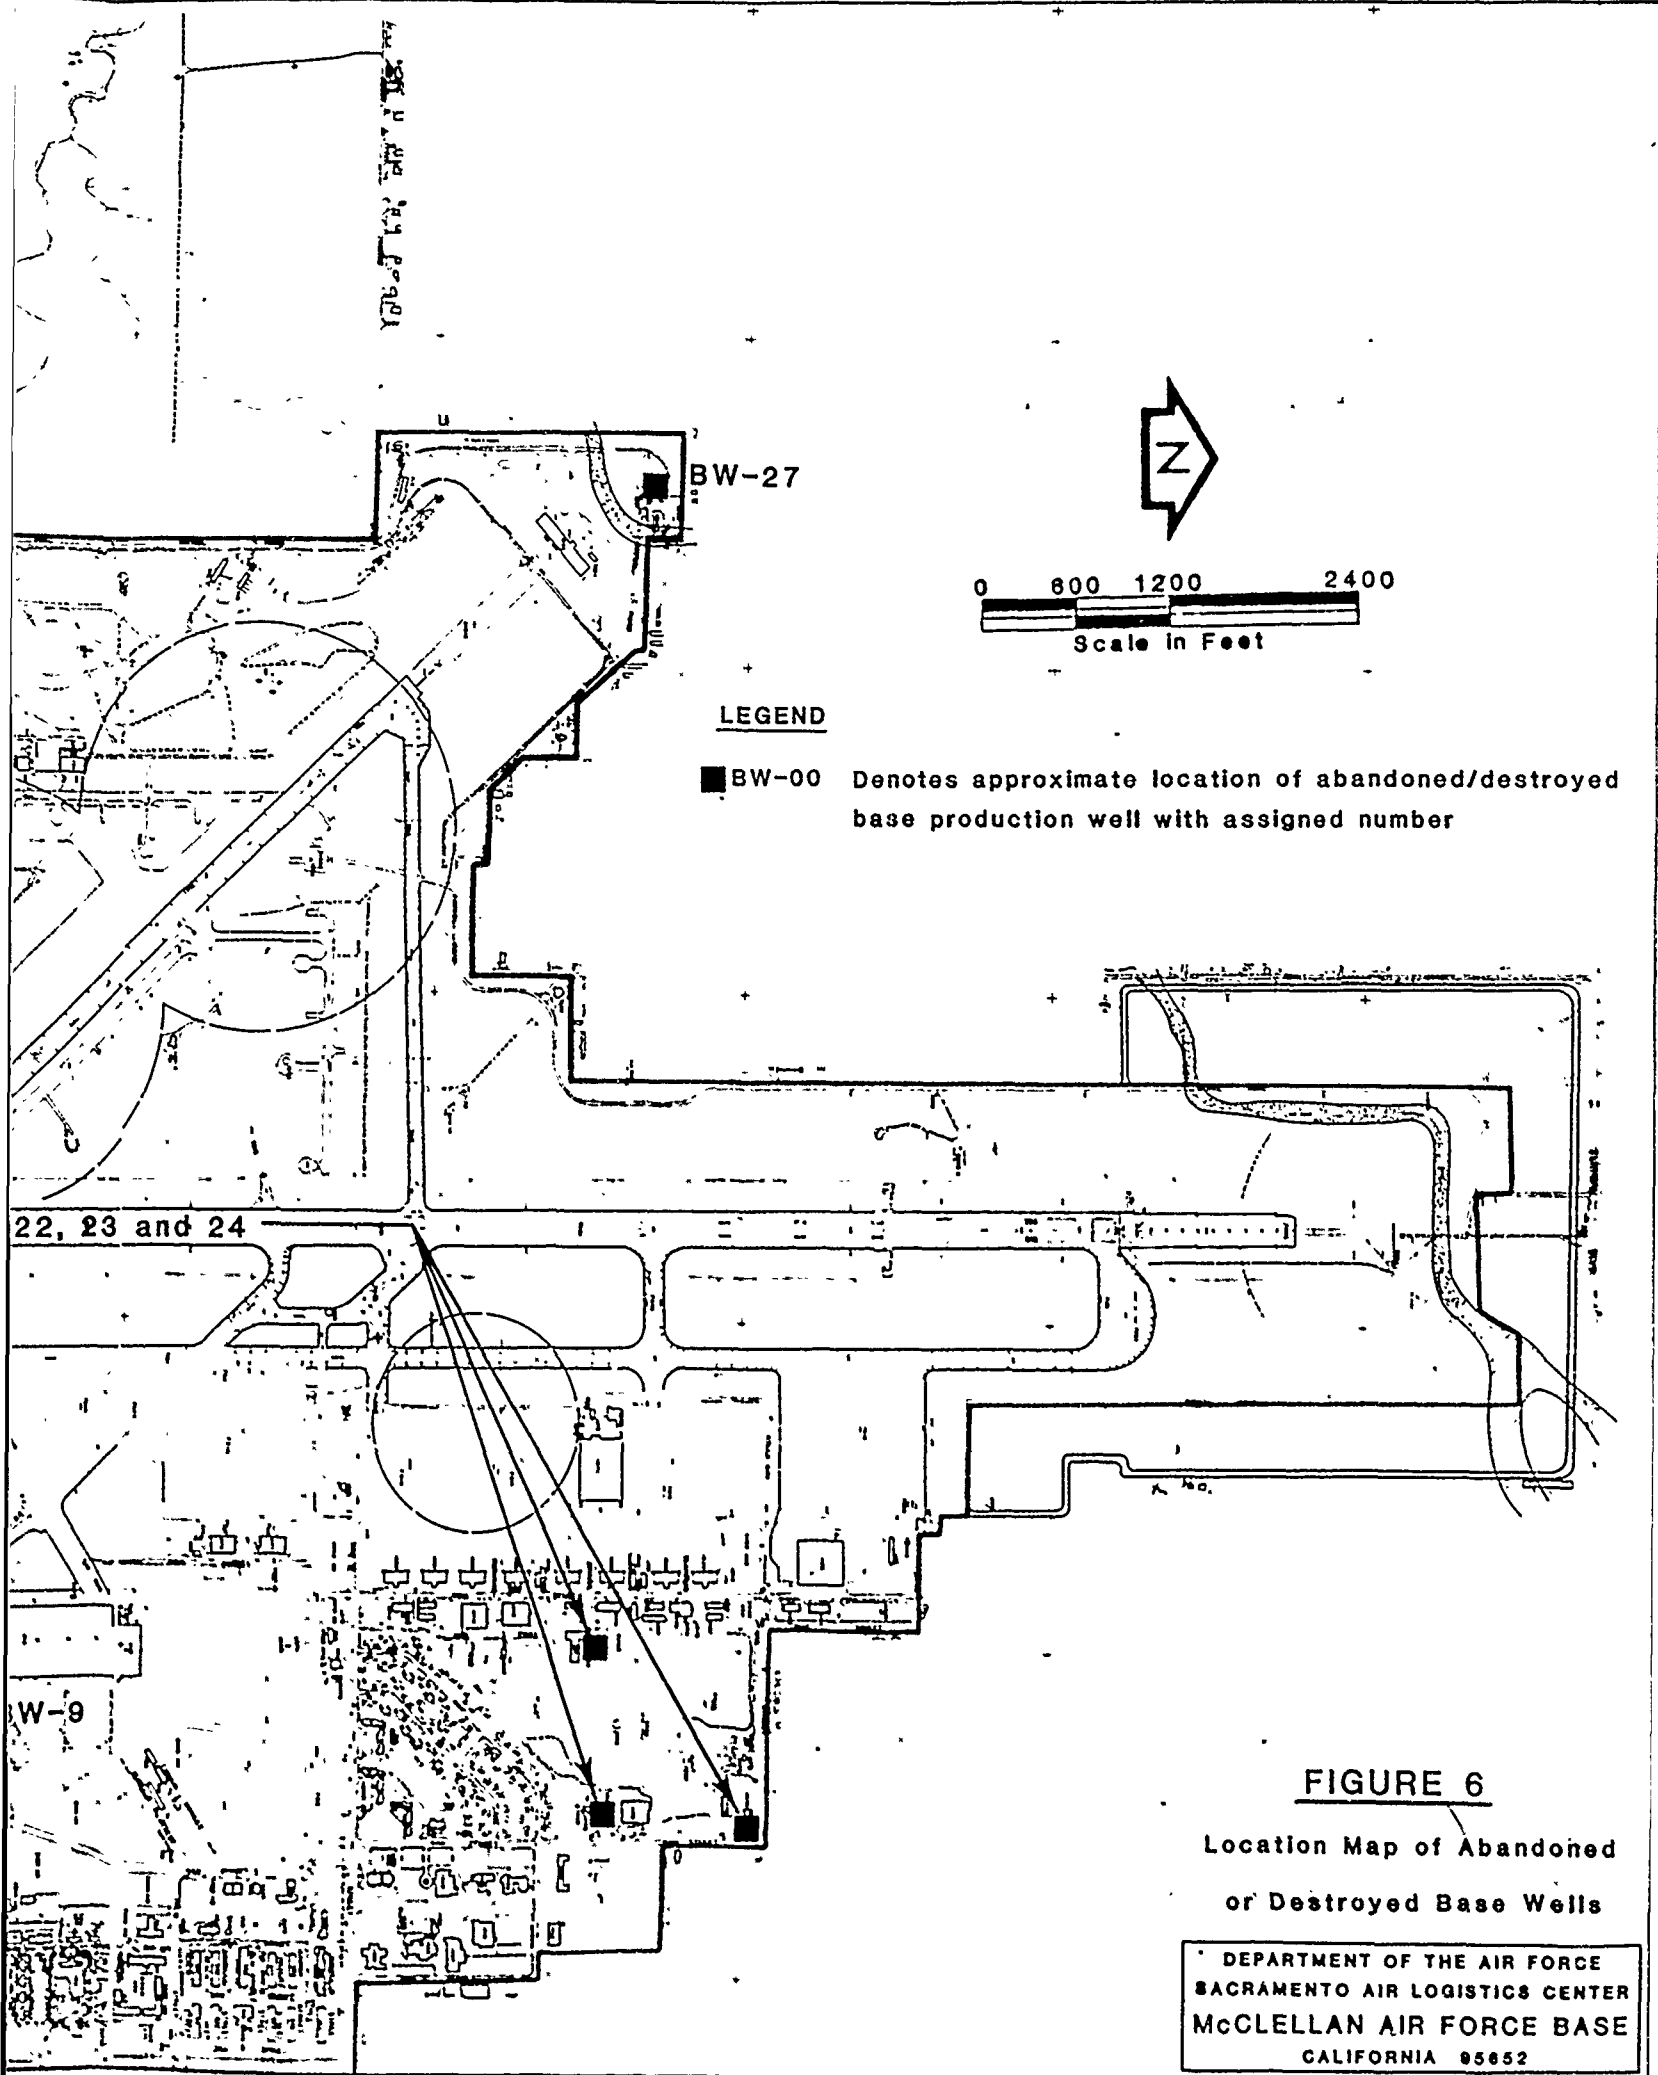 BW-27
N
0 600 1200 2400
Scale in Feet
LEGEND
BW-00 Denotes approximate location of abandoned/destroyed
base production well with assigned number
22, 23 and 24
W-9
FIGURE 6
Location Map of Abandoned
or Destroyed Base Wells
DEPARTMENT OF THE AIR FORCE
SACRAMENTO AIR LOGISTICS CENTER
McCLELLAN AIR FORCE BASE
CALIFORNIA 95652